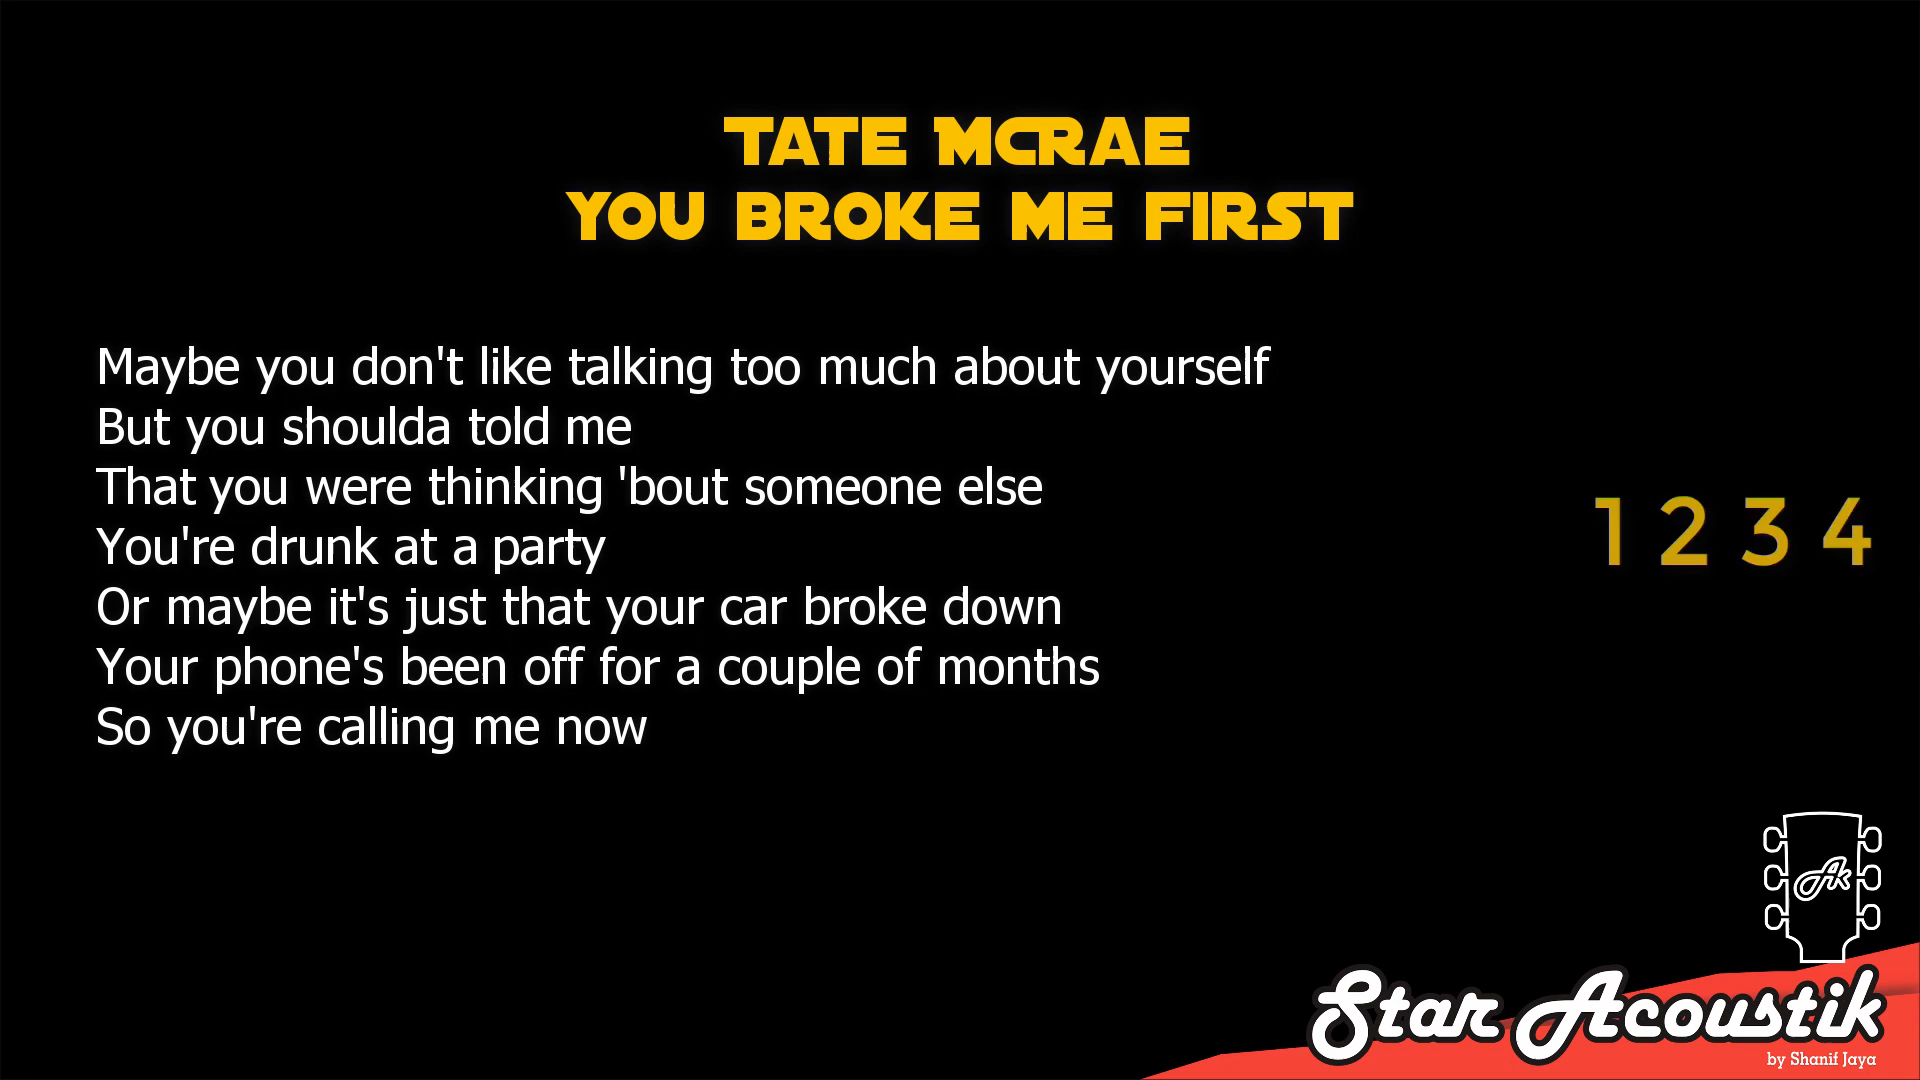 TATE MCRAE
YOU BROKE ME FIRST
Maybe you don't like talking too much about yourself
But you shoulda told me
That you were thinking 'bout someone else
You're drunk at a party
Or maybe it's just that your car broke down
Your phone's been off for a couple of months
So you're calling me now
1 2 3 4
Ak
Star Acoustik
by Shanif Jaya